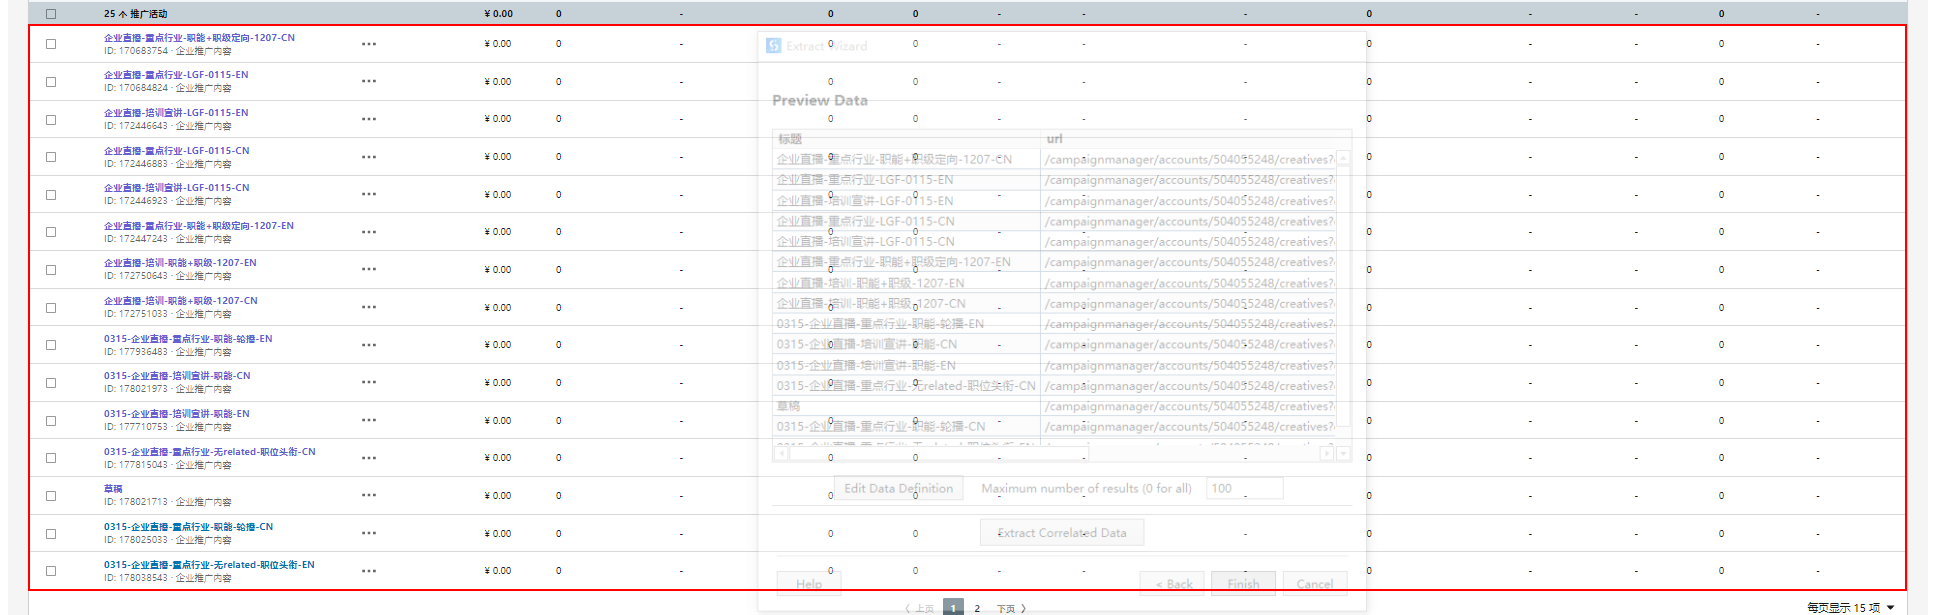 25 个 推广活动 ¥ 0.00 0 - 0 0 - - - 0 - - 0 -
企业直播-重点行业-职能+职级定向-1207-CN
ID: 170683754 · 企业推广内容 ••• ¥ 0.00 0 - 0 0 - - - 0 - - 0 -
企业直播-重点行业-LGF-0115-EN
ID: 170684824 · 企业推广内容 ••• ¥ 0.00 0 - 0 0 - - - 0 - - 0 -
企业直播-培训宣讲-LGF-0115-EN
ID: 172446643 · 企业推广内容 ••• ¥ 0.00 0 - 0 0 - - - 0 - - 0 -
企业直播-重点行业-LGF-0115-CN
ID: 172446883 · 企业推广内容 ••• ¥ 0.00 0 - 0 0 - - - 0 - - 0 -
企业直播-培训宣讲-LGF-0115-CN
ID: 172446923 · 企业推广内容 ••• ¥ 0.00 0 - 0 0 - - - 0 - - 0 -
企业直播-重点行业-职能+职级定向-1207-EN
ID: 172447243 · 企业推广内容 ••• ¥ 0.00 0 - 0 0 - - - 0 - - 0 -
企业直播-培训-职能+职级-1207-EN
ID: 172750643 · 企业推广内容 ••• ¥ 0.00 0 - 0 0 - - - 0 - - 0 -
企业直播-培训-职能+职级-1207-CN
ID: 172751033 · 企业推广内容 ••• ¥ 0.00 0 - 0 0 - - - 0 - - 0 -
0315-企业直播-重点行业-职能-轮播-EN
ID: 177936483 · 企业推广内容 ••• ¥ 0.00 0 - 0 0 - - - 0 - - 0 -
0315-企业直播-培训宣讲-职能-CN
ID: 178021973 · 企业推广内容 ••• ¥ 0.00 0 - 0 0 - - - 0 - - 0 -
0315-企业直播-培训宣讲-职能-EN
ID: 177710753 · 企业推广内容 ••• ¥ 0.00 0 - 0 0 - - - 0 - - 0 -
0315-企业直播-重点行业-无related-职位头衔-CN
ID: 177815043 · 企业推广内容 ••• ¥ 0.00 0 - 0 0 - - - 0 - - 0 -
草稿
ID: 178021713 · 企业推广内容 ••• ¥ 0.00 0 - 0 0 - - - 0 - - 0 -
0315-企业直播-重点行业-职能-轮播-CN
ID: 178025033 · 企业推广内容 ••• ¥ 0.00 0 - 0 0 - - - 0 - - 0 -
0315-企业直播-重点行业-无related-职位头衔-EN
ID: 178038543 · 企业推广内容 ••• ¥ 0.00 0 - 0 0 - - - 0 - - 0 -
Extract Wizard
Preview Data
标题 url
企业直播-重点行业-职能+职级定向-1207-CN /campaignmanager/accounts/504055248/creatives?
企业直播-重点行业-LGF-0115-EN /campaignmanager/accounts/504055248/creatives?
企业直播-培训宣讲-LGF-0115-EN /campaignmanager/accounts/504055248/creatives?
企业直播-重点行业-LGF-0115-CN /campaignmanager/accounts/504055248/creatives?
企业直播-培训宣讲-LGF-0115-CN /campaignmanager/accounts/504055248/creatives?
企业直播-重点行业-职能+职级定向-1207-EN /campaignmanager/accounts/504055248/creatives?
企业直播-培训-职能+职级-1207-EN /campaignmanager/accounts/504055248/creatives?
企业直播-培训-职能+职级-1207-CN /campaignmanager/accounts/504055248/creatives?
0315-企业直播-重点行业-职能-轮播-EN /campaignmanager/accounts/504055248/creatives?
0315-企业直播-培训宣讲-职能-CN /campaignmanager/accounts/504055248/creatives?
0315-企业直播-培训宣讲-职能-EN /campaignmanager/accounts/504055248/creatives?
0315-企业直播-重点行业-无related-职位头衔-CN /campaignmanager/accounts/504055248/creatives?
草稿 /campaignmanager/accounts/504055248/creatives?
0315-企业直播-重点行业-职能-轮播-CN /campaignmanager/accounts/504055248/creatives?
Edit Data Definition Maximum number of results (0 for all) 100
Extract Correlated Data
Help < Back Finish Cancel
〈 上页 1 2 下页 〉 每页显示 15 项